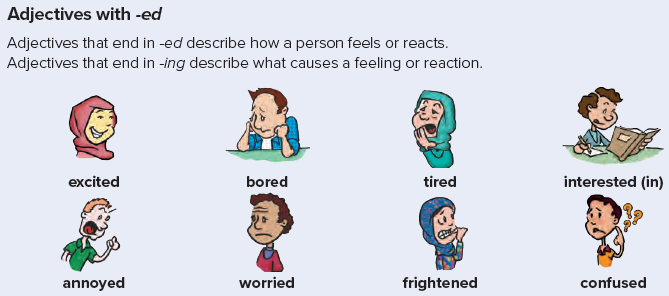 Adjectives with -ed
Adjectives that end in -ed describe how a person feels or reacts.
Adjectives that end in -ing describe what causes a feeling or reaction.
excited bored tired interested (in)
annoyed worried frightened confused